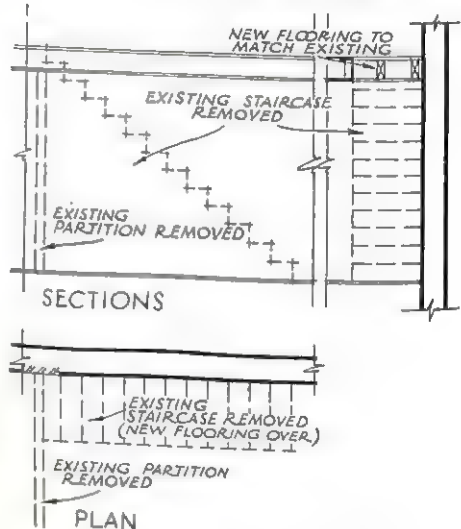 NEW FLOORING TO
MATCH EXISTING
EXISTING STAIRCASE
REMOVED
EXISTING
PARTITION REMOVED
SECTIONS
EXISTING
STAIRCASE REMOVED
(NEW FLOORING OVER)
EXISTING PARTITION
REMOVED
PLAN